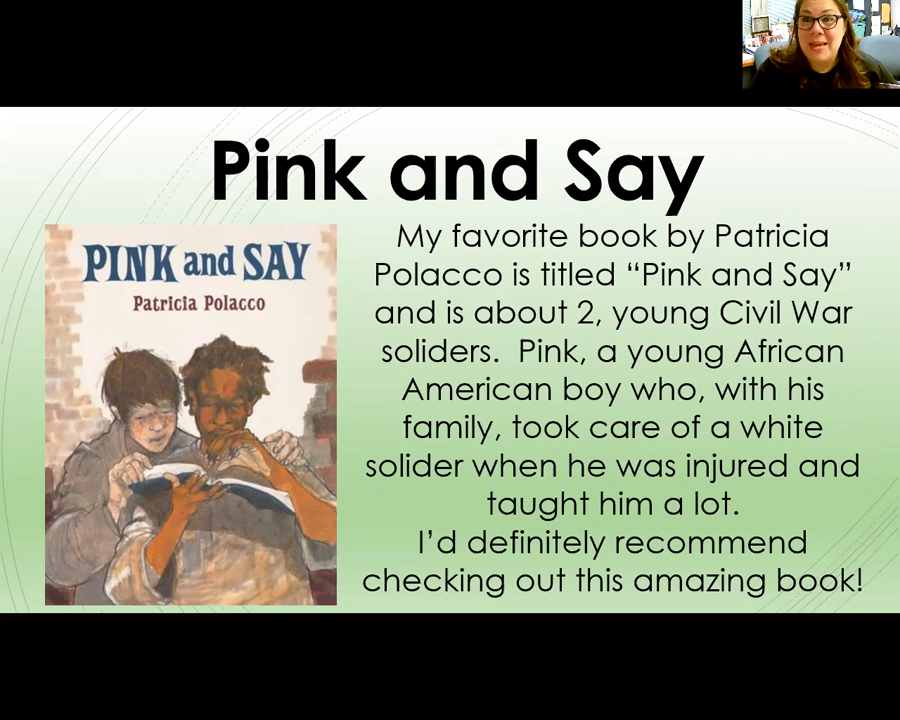 Pink and Say
PINK and SAY
Patricia Polacco
My favorite book by Patricia
Polacco is titled “Pink and Say”
and is about 2, young Civil War
soliders.  Pink, a young African
American boy who, with his
family, took care of a white
solider when he was injured and
taught him a lot.
I’d definitely recommend
checking out this amazing book!